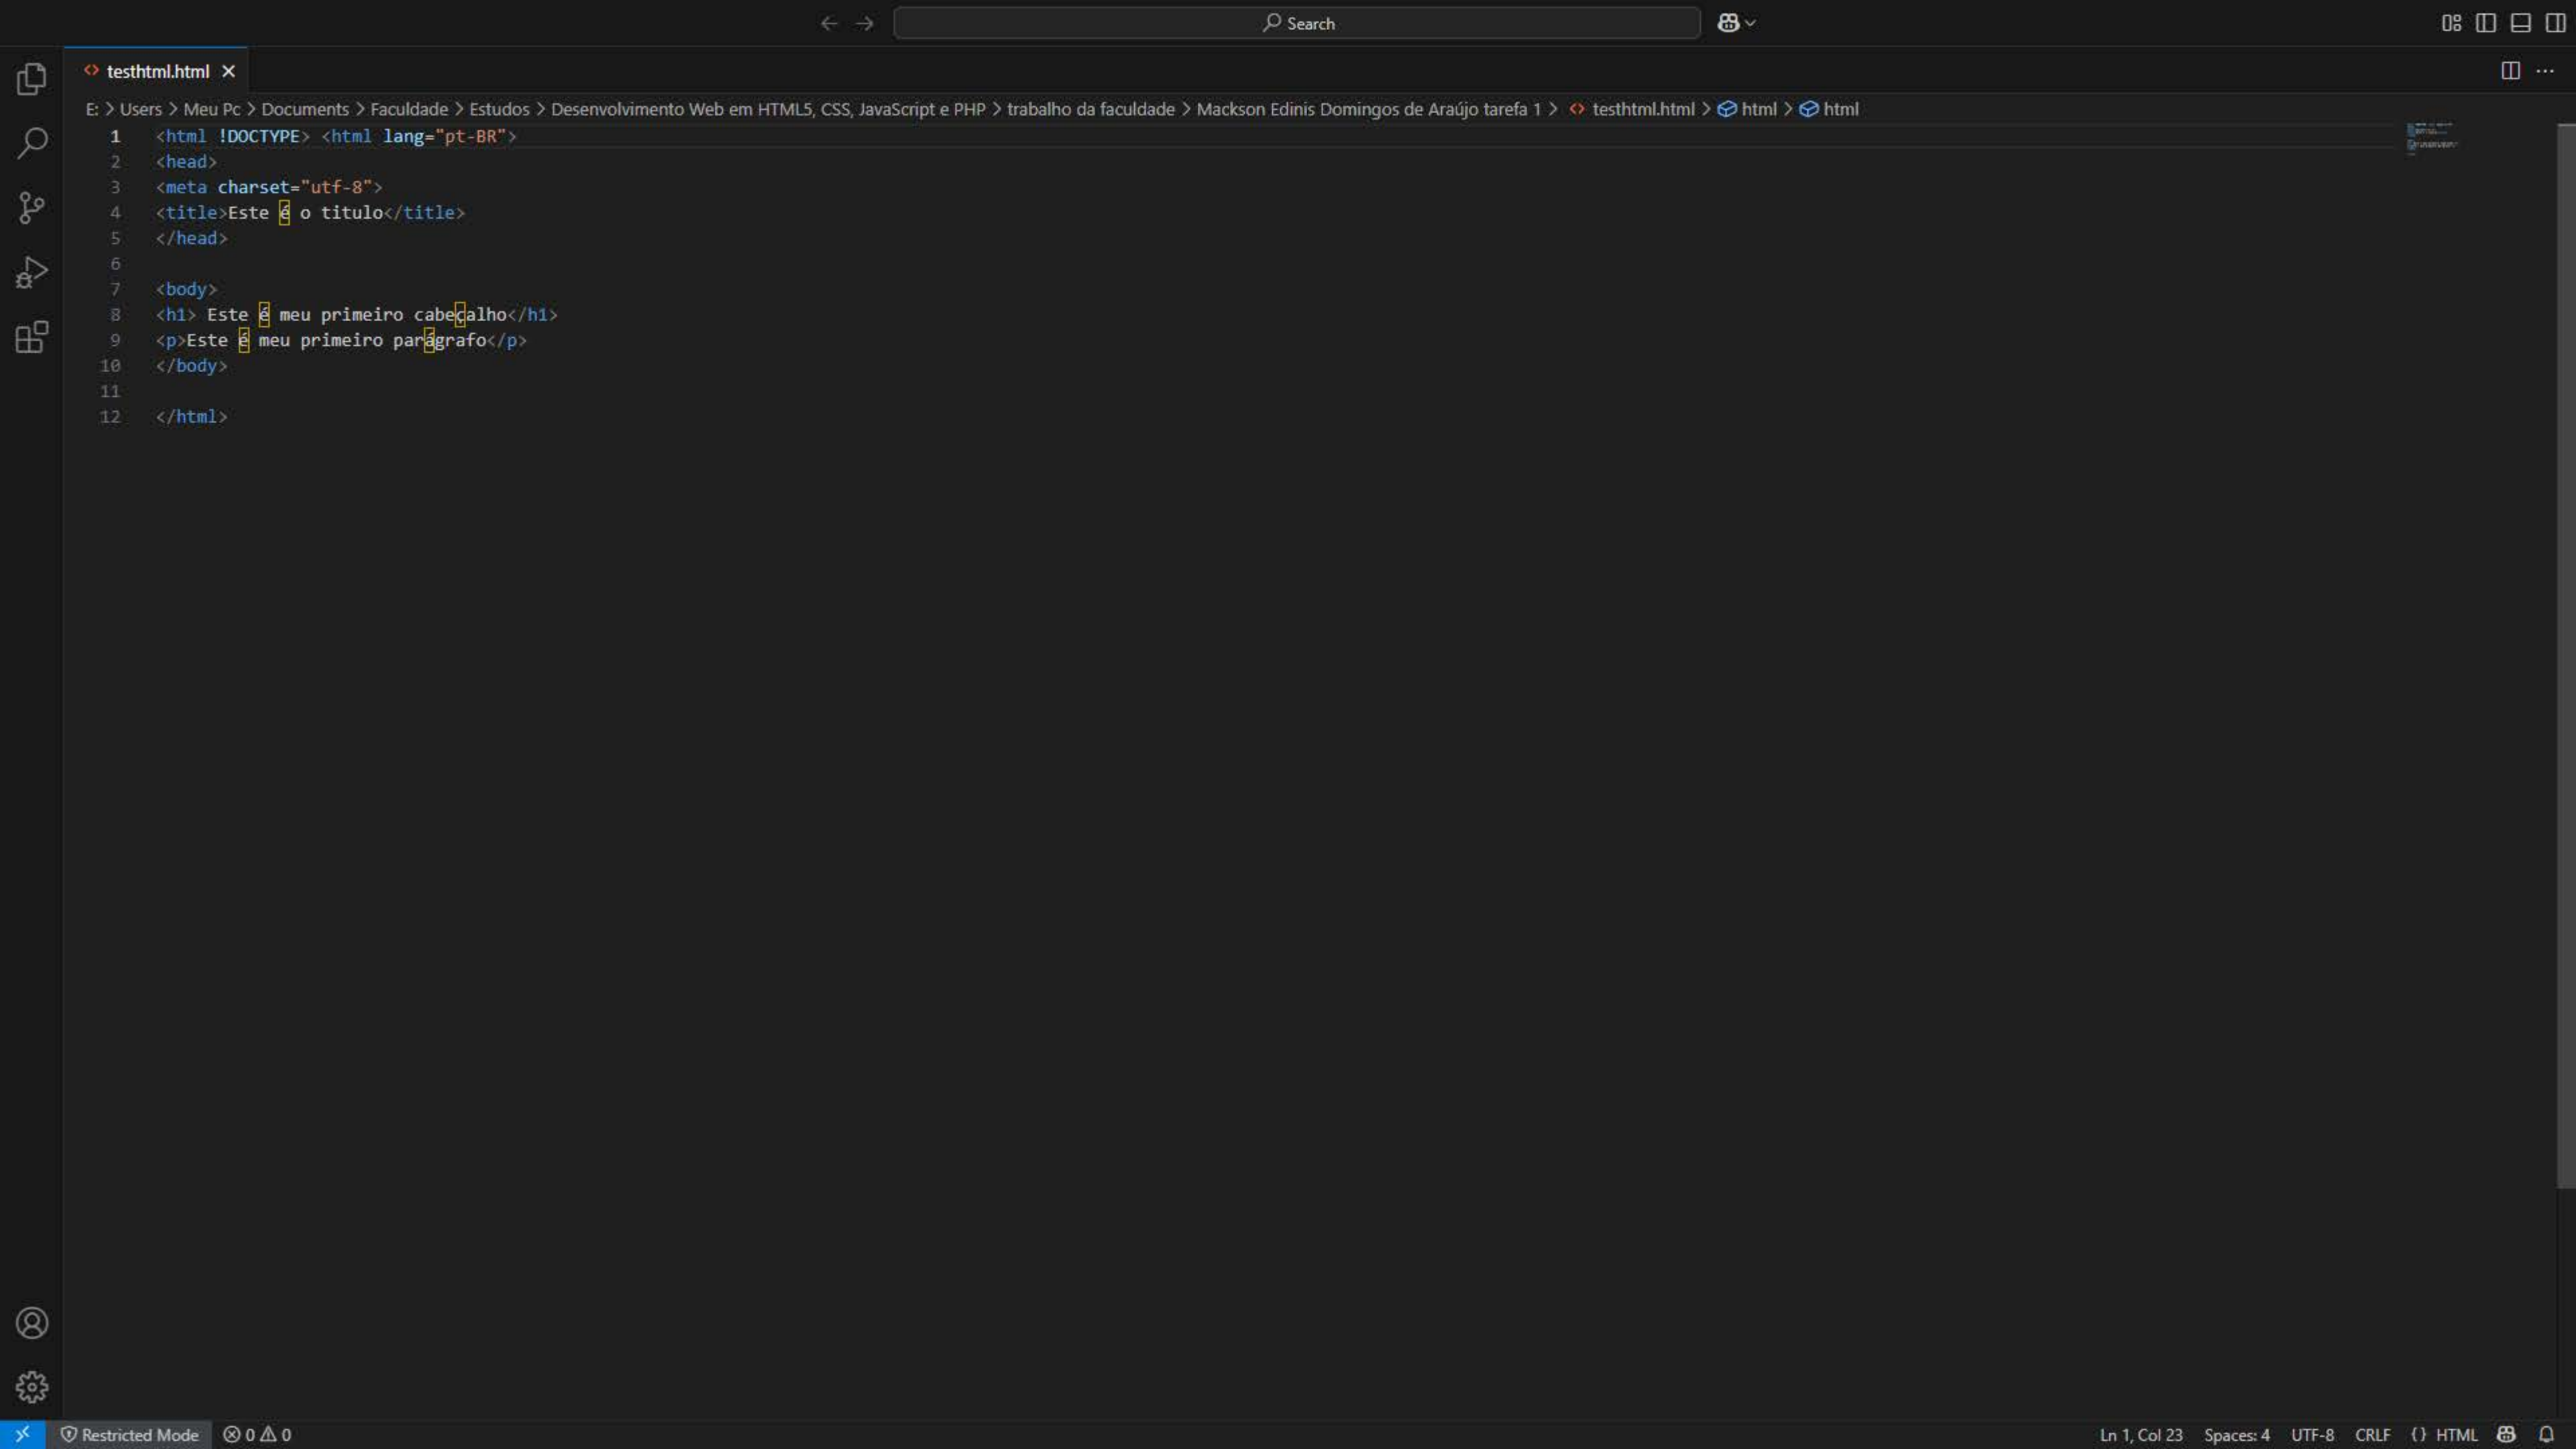 Search
testhtml.html
E: > Users > Meu Pc > Documents > Faculdade > Estudos > Desenvolvimento Web em HTML5, CSS, JavaScript e PHP > trabalho da faculdade > Mackson Edinis Domingos de Araújo tarefa 1 > testhtml.html > html > html
1 <html !DOCTYPE> <html lang="pt-BR">
2 <head>
3 <meta charset="utf-8">
4 <title>Este é o titulo</title>
5 </head>
6
7 <body>
8 <h1> Este é meu primeiro cabeçalho</h1>
9 <p>Este é meu primeiro parágrafo</p>
10 </body>
11
12 </html>
Restricted Mode 0 0 Ln 1, Col 23 Spaces: 4 UTF-8 CRLF {} HTML